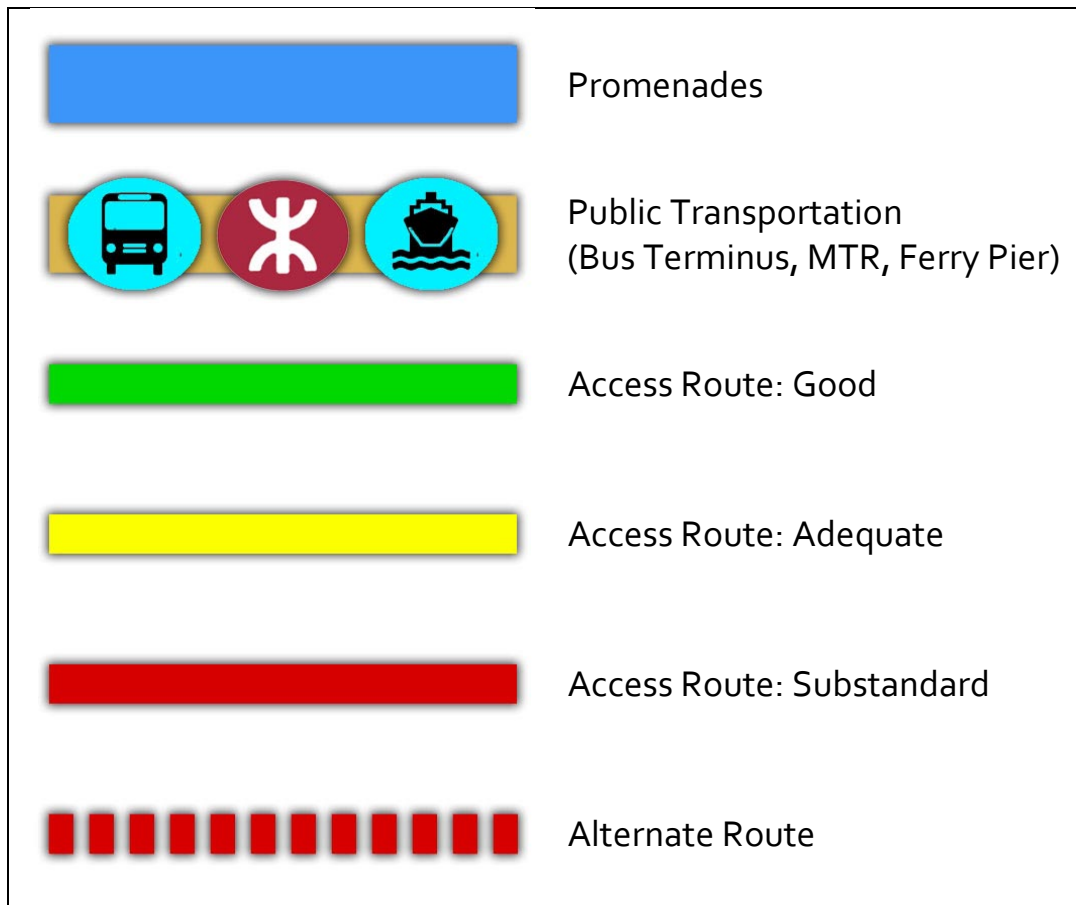 Promenades
Public Transportation
(Bus Terminus, MTR, Ferry Pier)
Access Route: Good
Access Route: Adequate
Access Route: Substandard
Alternate Route